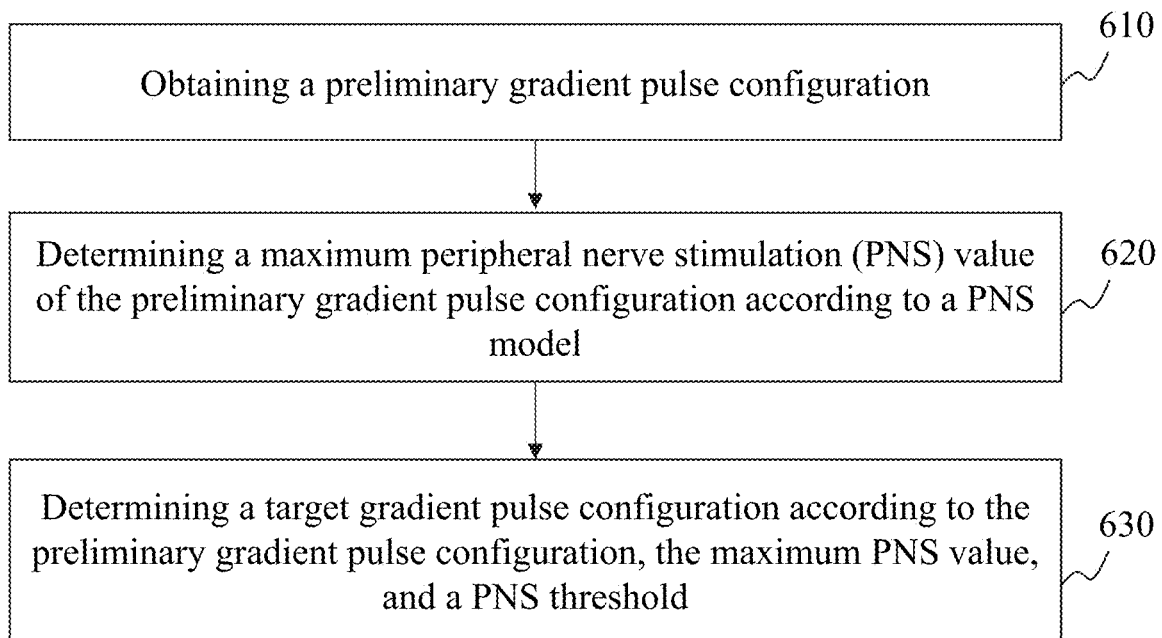 610
Obtaining a preliminary gradient pulse configuration
620
Determining a maximum peripheral nerve stimulation (PNS) value
of the preliminary gradient pulse configuration according to a PNS
model
630
Determining a target gradient pulse configuration according to the
preliminary gradient pulse configuration, the maximum PNS value,
and a PNS threshold